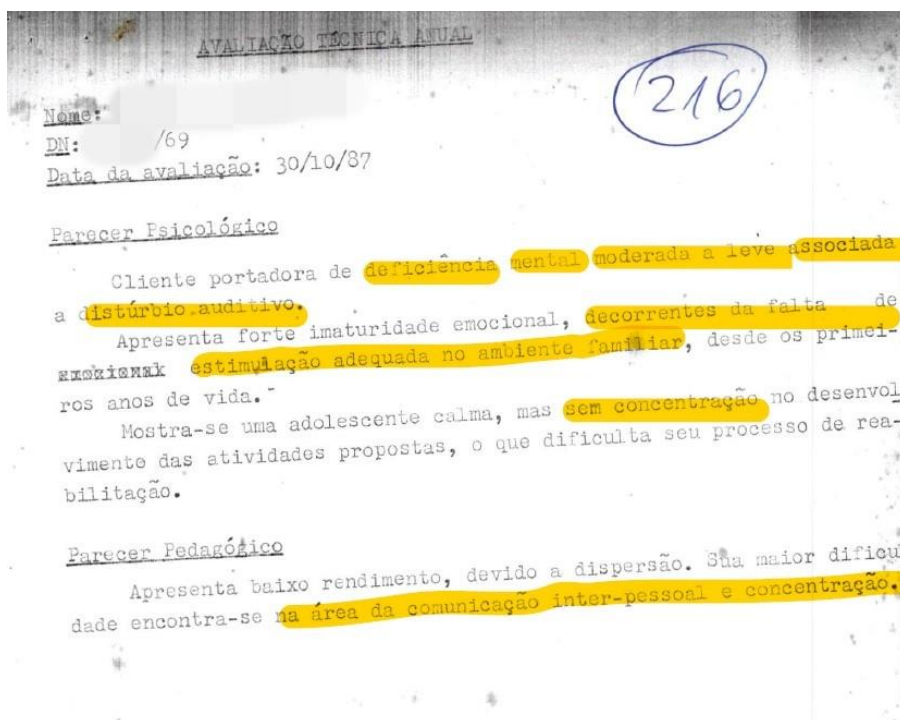 AVALIAÇÃO TÉCNICA ANUAL
216
Nome:
DN: /69
Data da avaliação: 30/10/87
Parecer Psicológico
Cliente portadora de deficiência mental moderada a leve associada
a distúrbio auditivo.
Apresenta forte imaturidade emocional, decorrentes da falta de
estimulação adequada no ambiente familiar, desde os primei-
ros anos de vida.
Mostra-se uma adolescente calma, mas sem concentração no desenvol
vimento das atividades propostas, o que dificulta seu processo de rea-
bilitação.
Parecer Pedagógico
Apresenta baixo rendimento, devido a dispersão. Sua maior dificul
dade encontra-se na área da comunicação inter-pessoal e concentração.